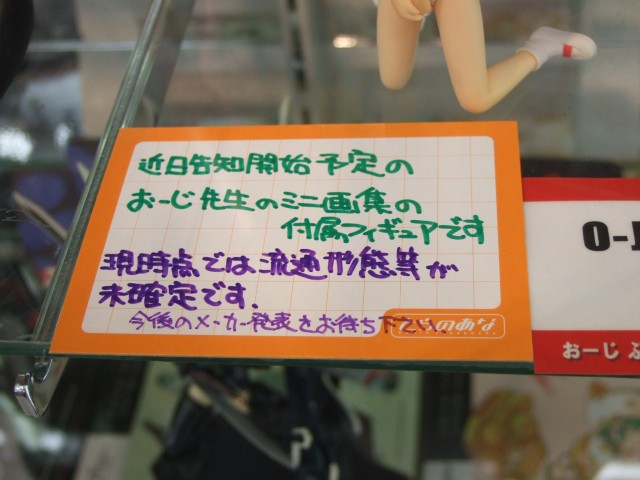 近日告知開始予定の
おーじ先生のミニ画集の
付属フィギュアです
現時点では流通形態等が
未確定です.
今後のメーカー発表をお待ち下さい.
とらのあな
O-
おーじ